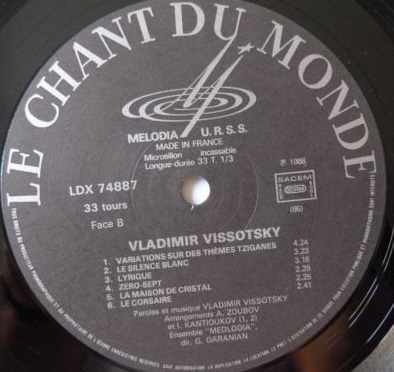 LE CHANT DU MONDE
MELODIA U.R.S.S.
MADE IN FRANCE
Microsillon incassable
Longue-durée 33 T. 1/3
LDX 74887
33 tours
Face B
℗ 1988
SACEM
(86)
VLADIMIR VISSOTSKY
1. VARIATIONS SUR DES THÈMES TZIGANES 4.24
2. LE SILENCE BLANC 3.23
3. LYRIQUE 3.16
4. ZERO-SEPT 2.29
5. LA MAISON DE CRISTAL 2.25
6. LE CORSAIRE 2.41
Paroles et musique VLADIMIR VISSOTSKY
Arrangements A. ZOUBOV
et I. KANTIOUKOV (1, 2)
Ensemble "MEDLODIA",
dir. G. GARANIAN